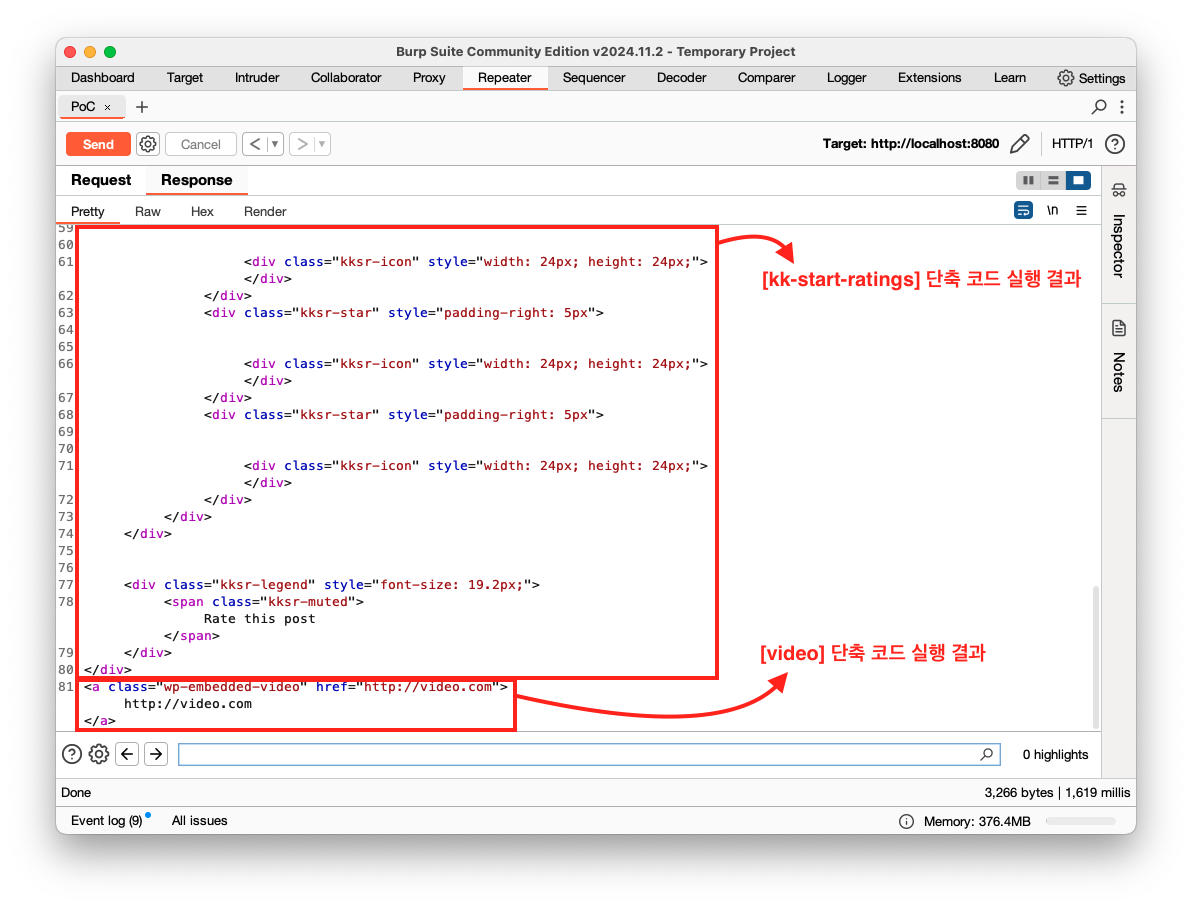 Burp Suite Community Edition v2024.11.2 - Temporary Project
Dashboard Target Intruder Collaborator Proxy Repeater Sequencer Decoder Comparer Logger Extensions Learn Settings
PoC × +
Send Cancel < ▾ > ▾ Target: http://localhost:8080 HTTP/1 ?
Request Response
Pretty Raw Hex Render \n ≡
59
60
61 <div class="kksr-icon" style="width: 24px; height: 24px;">
</div>
62 </div>
63 <div class="kksr-star" style="padding-right: 5px">
64
65
66 <div class="kksr-icon" style="width: 24px; height: 24px;">
</div>
67 </div>
68 <div class="kksr-star" style="padding-right: 5px">
69
70
71 <div class="kksr-icon" style="width: 24px; height: 24px;">
</div>
72 </div>
73 </div>
74 </div>
75
76
77 <div class="kksr-legend" style="font-size: 19.2px;">
78 <span class="kksr-muted">
Rate this post
</span>
79 </div>
80 </div>
81 <a class="wp-embedded-video" href="http://video.com">
http://video.com
</a>
[kk-start-ratings] 단축 코드 실행 결과
[video] 단축 코드 실행 결과
Inspector
Notes
0 highlights
Done 3,266 bytes | 1,619 millis
Event log (9) All issues Memory: 376.4MB